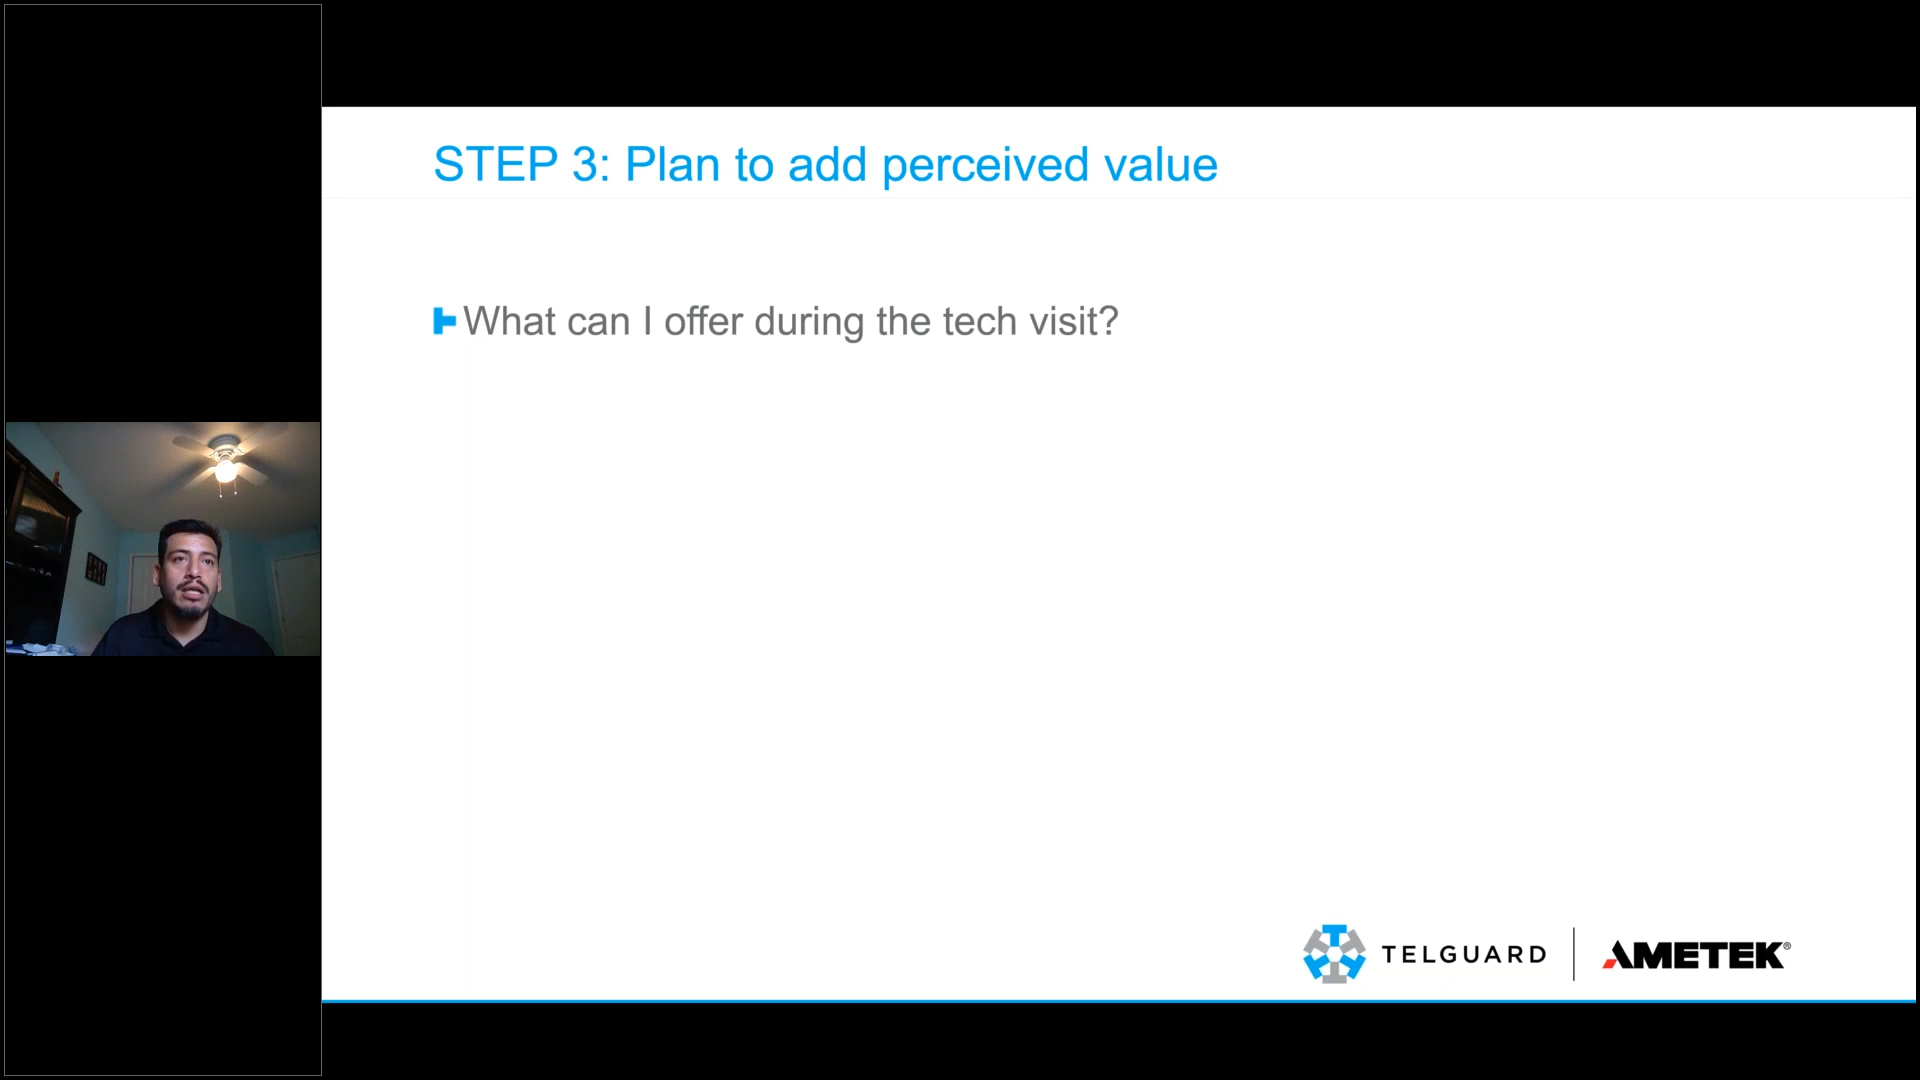 STEP 3: Plan to add perceived value
What can I offer during the tech visit?
TELGUARD
AMETEK®